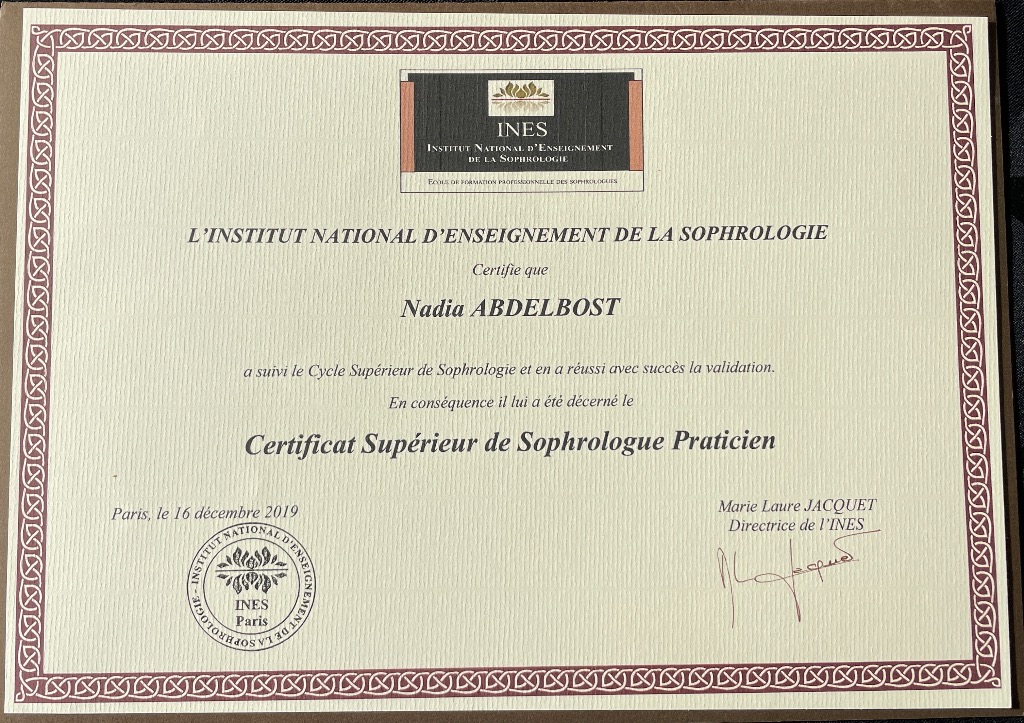 INES
INSTITUT NATIONAL D'ENSEIGNEMENT
DE LA SOPHROLOGIE
ECOLE DE FORMATION PROFESSIONNELLE DES SOPHROLOGUES
L'INSTITUT NATIONAL D'ENSEIGNEMENT DE LA SOPHROLOGIE
Certifie que
Nadia ABDELBOST
a suivi le Cycle Supérieur de Sophrologie et en a réussi avec succès la validation.
En conséquence il lui a été décerné le
Certificat Supérieur de Sophrologue Praticien
Paris, le 16 décembre 2019
Marie Laure JACQUET
Directrice de l'INES
INSTITUT NATIONAL D'ENSEIGNEMENT DE LA SOPHROLOGIE -
INES
Paris
MLJacquet